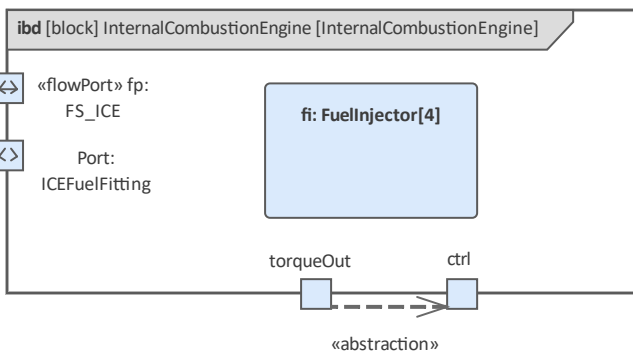 ibd [block] InternalCombustionEngine [InternalCombustionEngine]
«flowPort» fp:
FS_ICE
fi: FuelInjector[4]
Port:
ICEFuelFitting
torqueOut
ctrl
«abstraction»